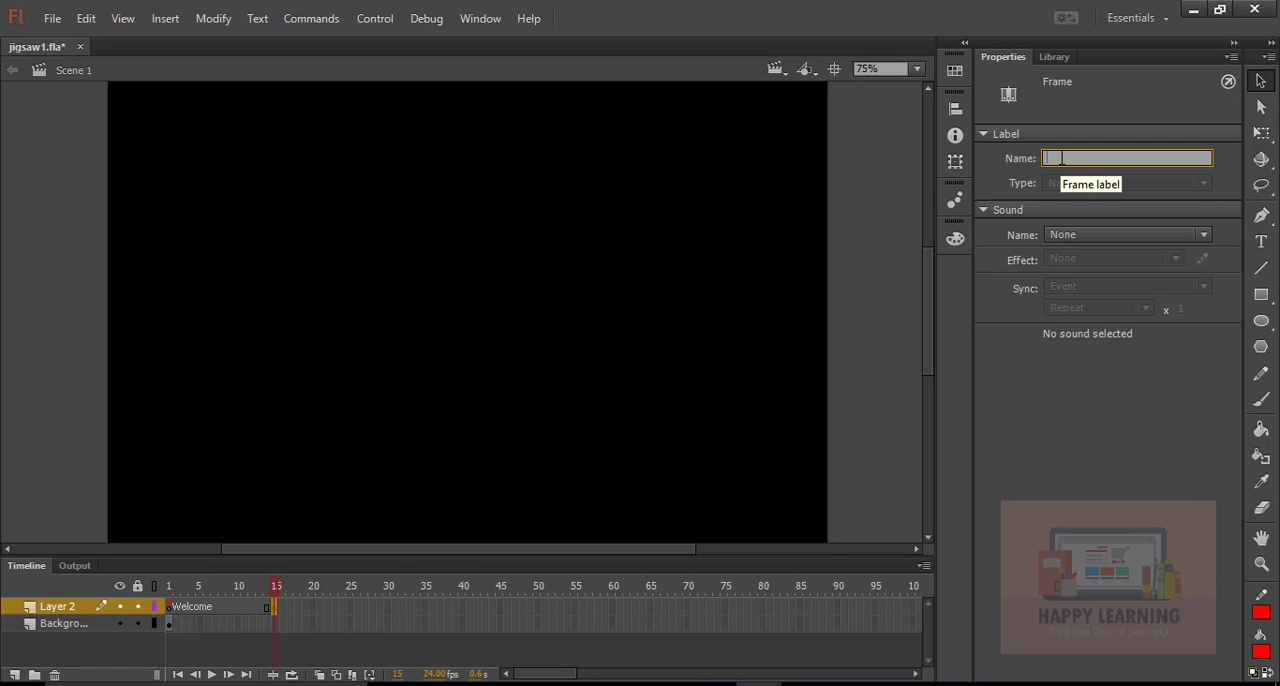 Fl File Edit View Insert Modify Text Commands Control Debug Window Help Essentials
jigsaw1.fla*
Scene 1 75%
Properties Library
Frame
Label
Name:
Type:
Frame label
Sound
Name: None
Effect: None
Sync: Event
Repeat x 1
No sound selected
HAPPY LEARNING
Timeline Output
1 5 10 15 20 25 30 35 40 45 50 55 60 65 70 75 80 85 90 95 10
Layer 2 Welcome
Backgro...
15 24.00 fps 0.6 s